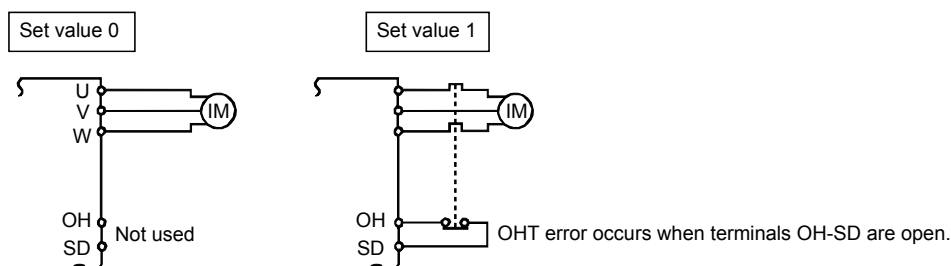 Set value 0
Set value 1
U
V
W
IM
IM
OH
SD
Not used
OH
SD
OHT error occurs when terminals OH-SD are open.